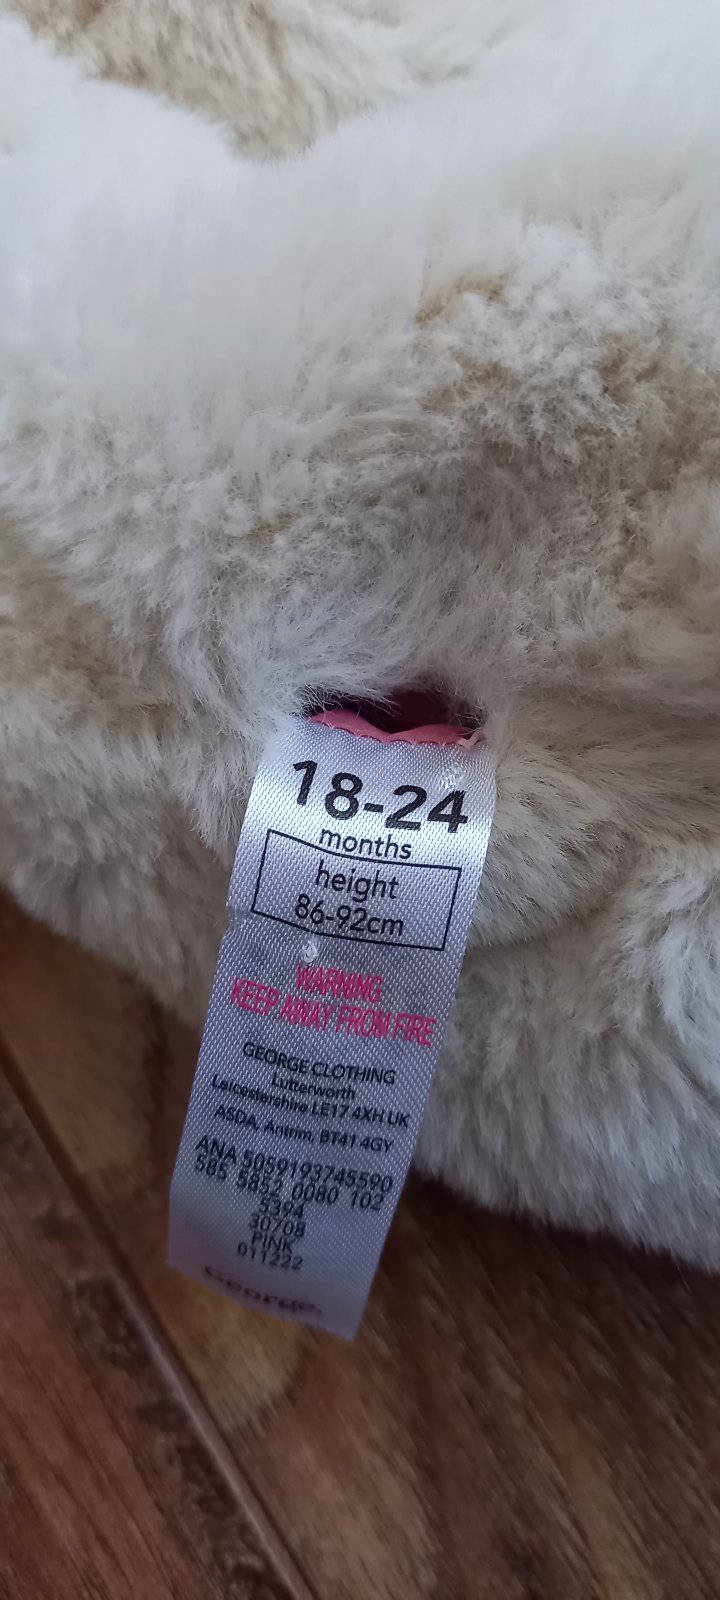 18-24
months
height
86-92cm
WARNING
KEEP AWAY FROM FIRE
GEORGE CLOTHING
Lutterworth
Leicestershire LE17 4XH UK
ASDA, Antrim, BT41 4GY
ANA 5059193745590
585 5852 0080 102
5394
30708
PINK
011222
George.